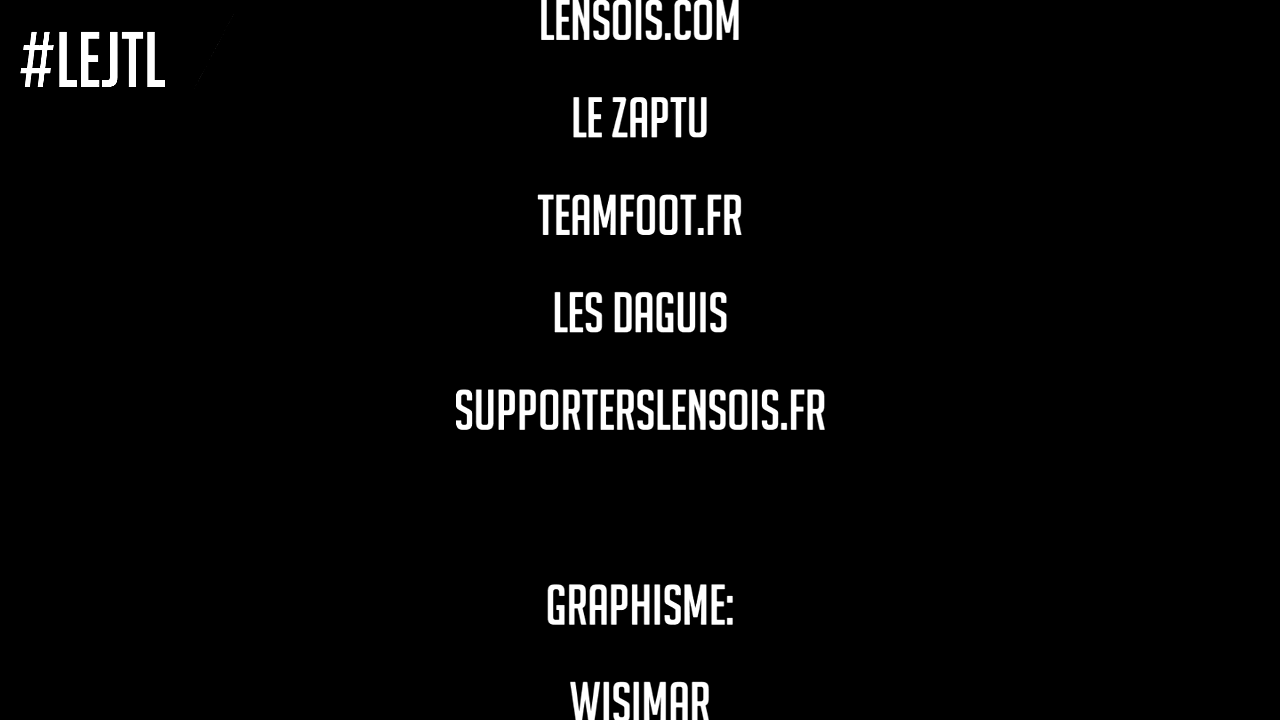 LENSOIS.COM
#LEJTL
LE ZAPTU
TEAMFOOT.FR
LES DAGUIS
SUPPORTERSLENSOIS.FR
GRAPHISME:
WISIMAR